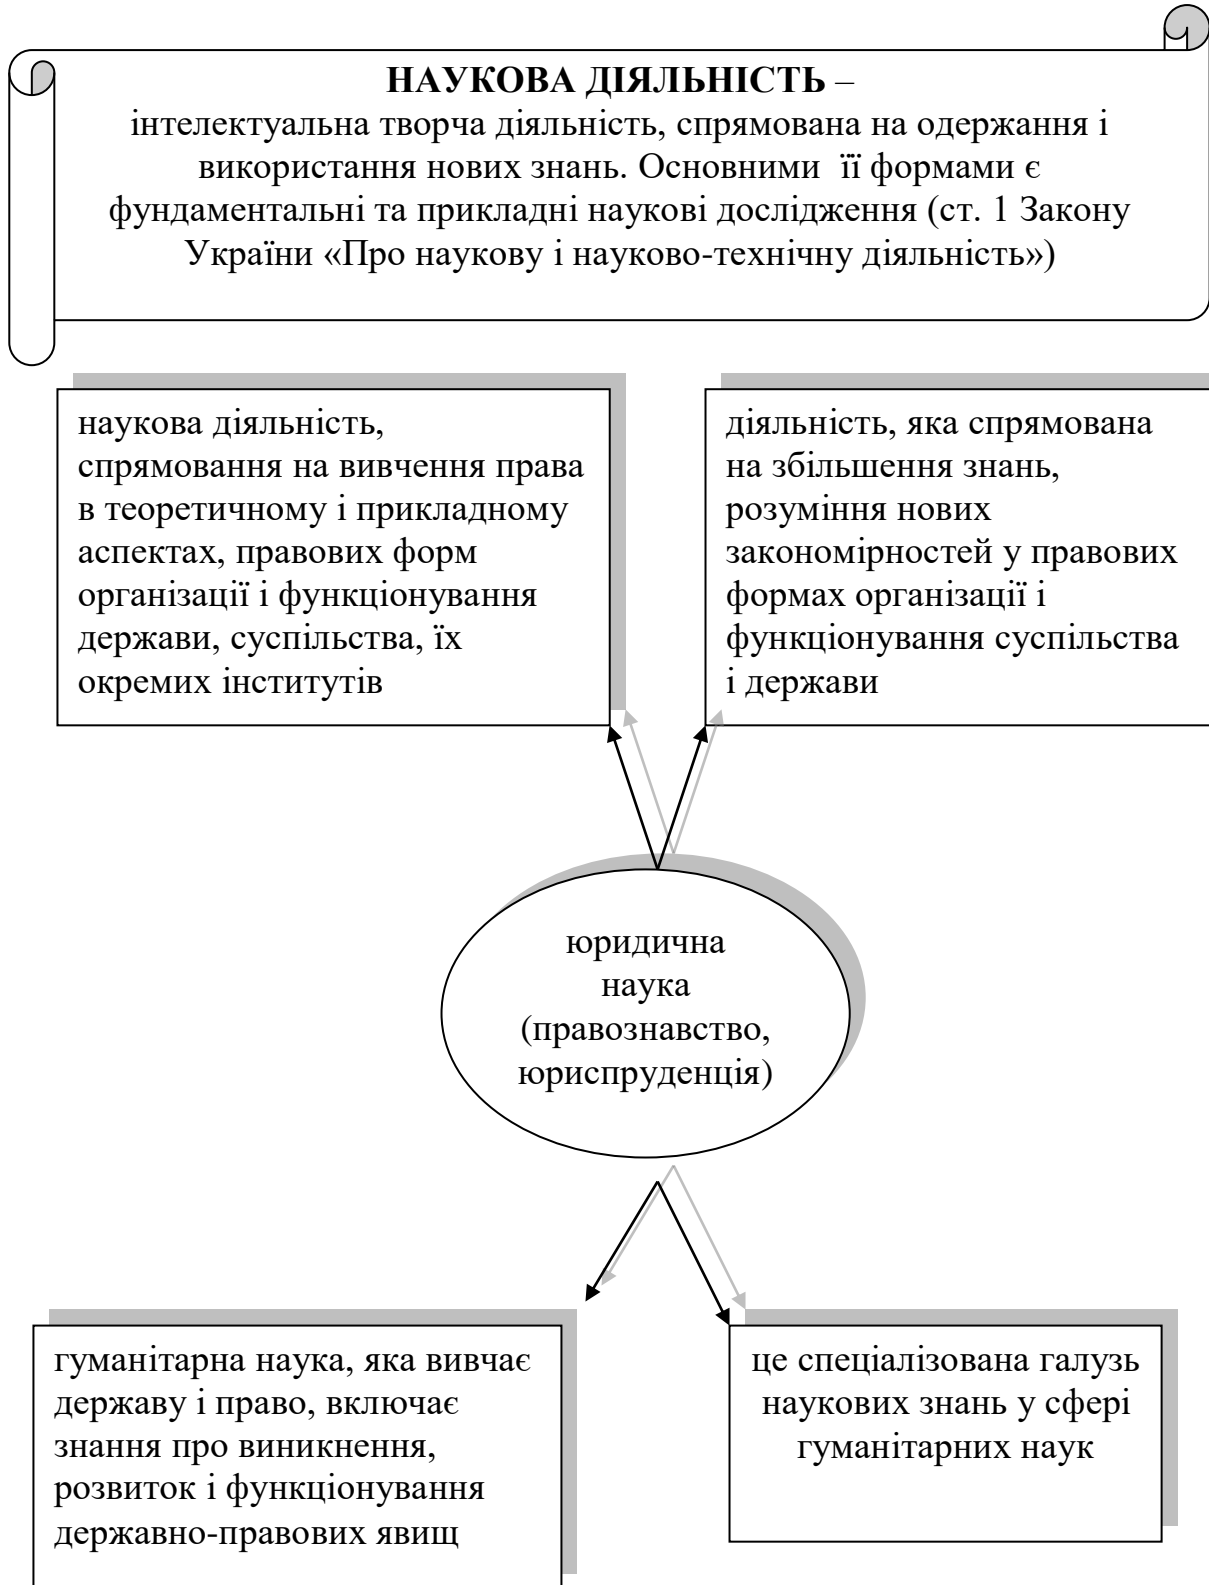 НАУКОВА ДІЯЛЬНІСТЬ –
інтелектуальна творча діяльність, спрямована на одержання і
використання нових знань. Основними її формами є
фундаментальні та прикладні наукові дослідження (ст. 1 Закону
України «Про наукову і науково-технічну діяльність»)
наукова діяльність,
спрямовання на вивчення права
в теоретичному і прикладному
аспектах, правових форм
організації і функціонування
держави, суспільства, їх
окремих інститутів
діяльність, яка спрямована
на збільшення знань,
розуміння нових
закономірностей у правових
формах організації і
функціонування суспільства
і держави
юридична
наука
(правознавство,
юриспруденція)
гуманітарна наука, яка вивчає
державу і право, включає
знання про виникнення,
розвиток і функціонування
державно-правових явищ
це спеціалізована галузь
наукових знань у сфері
гуманітарних наук